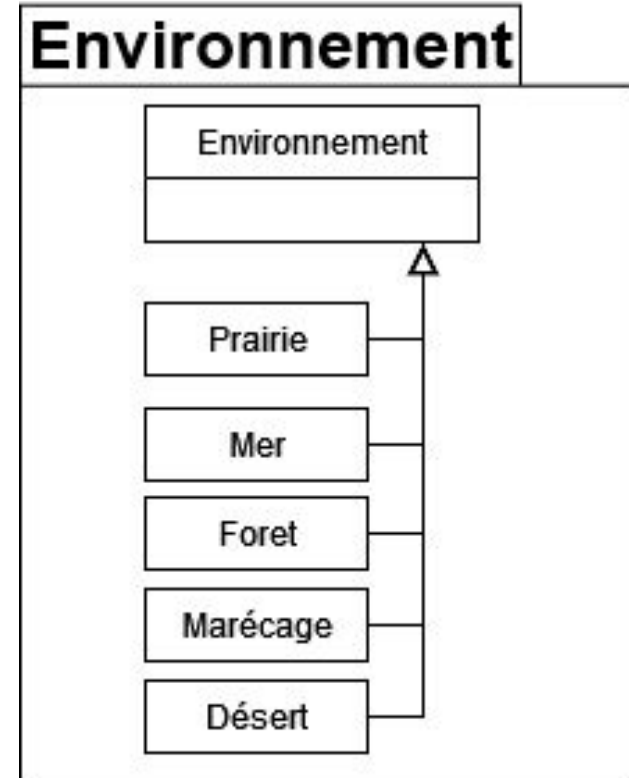 Environnement
Environnement
Prairie
Mer
Foret
Marécage
Désert